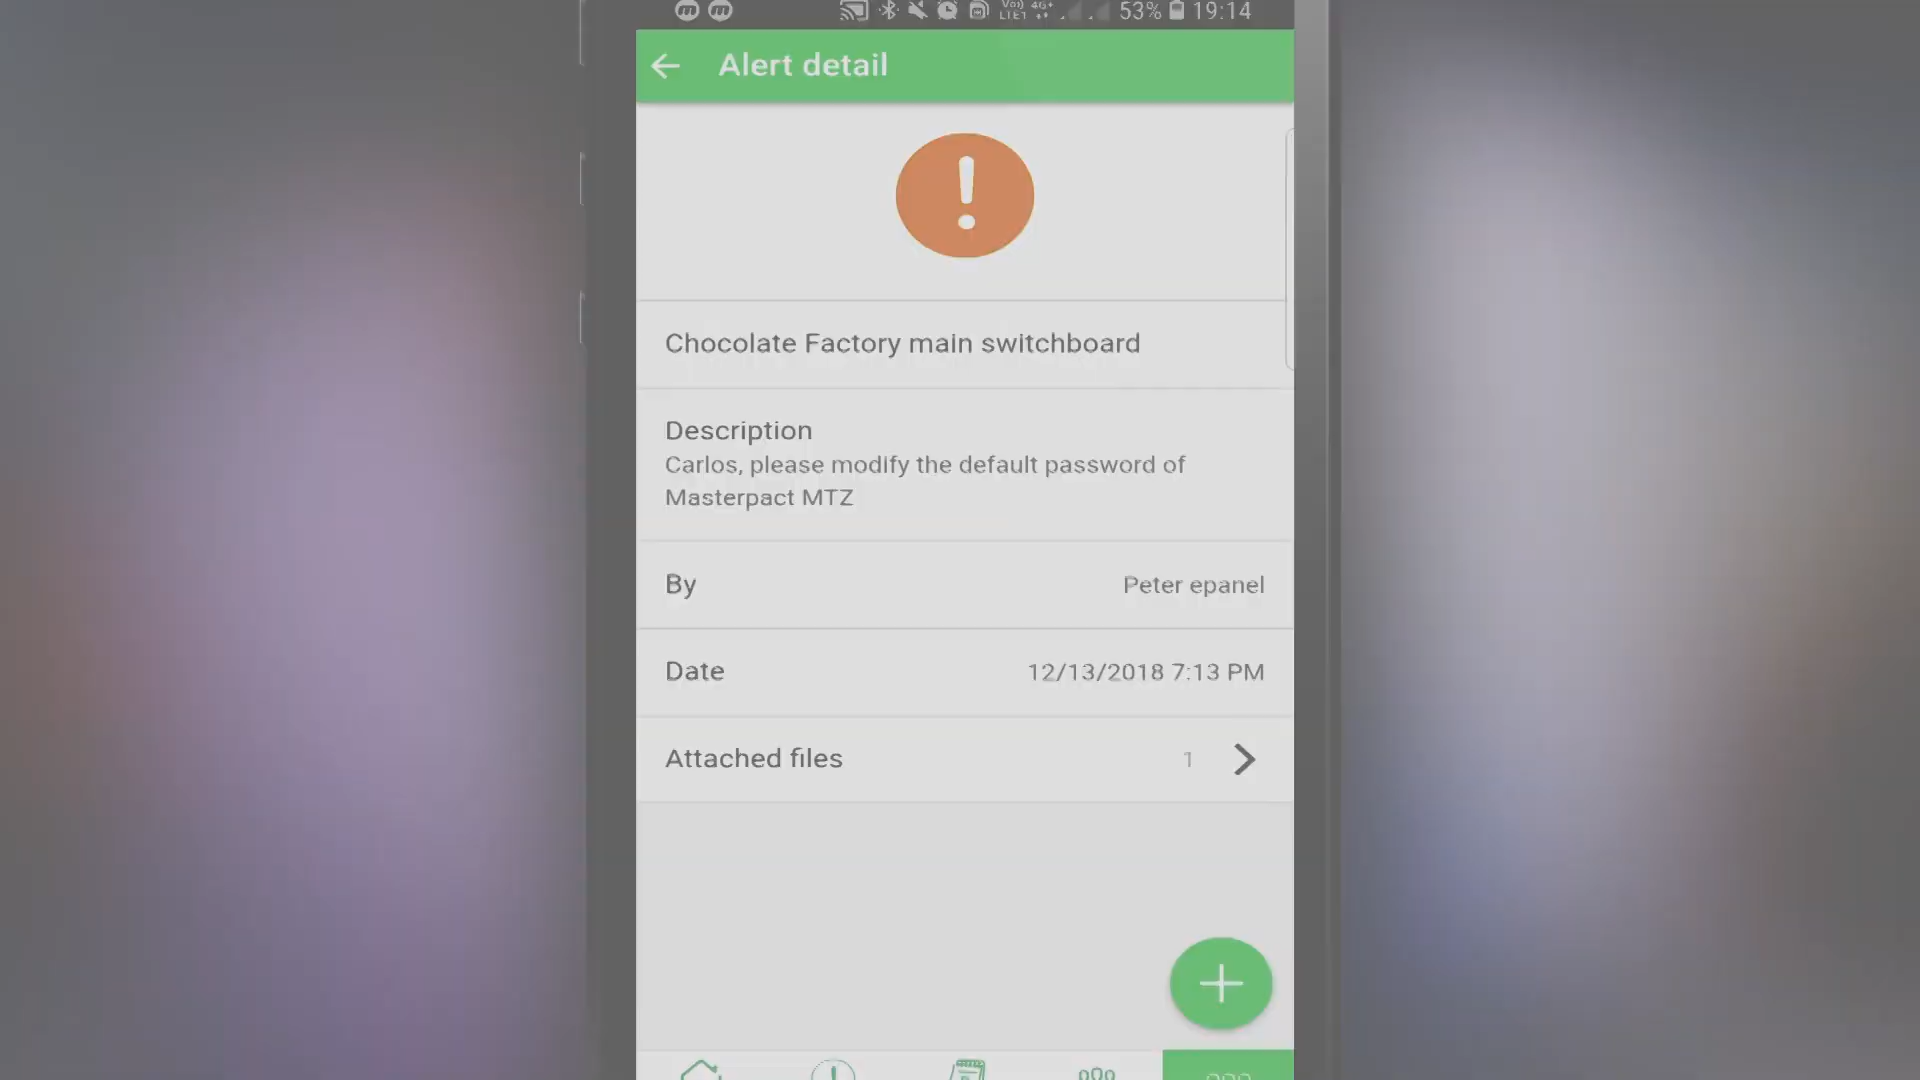 53% 19:14
Alert detail
Chocolate Factory main switchboard
Description
Carlos, please modify the default password of
Masterpact MTZ
By Peter epanel
Date 12/13/2018 7:13 PM
Attached files 1